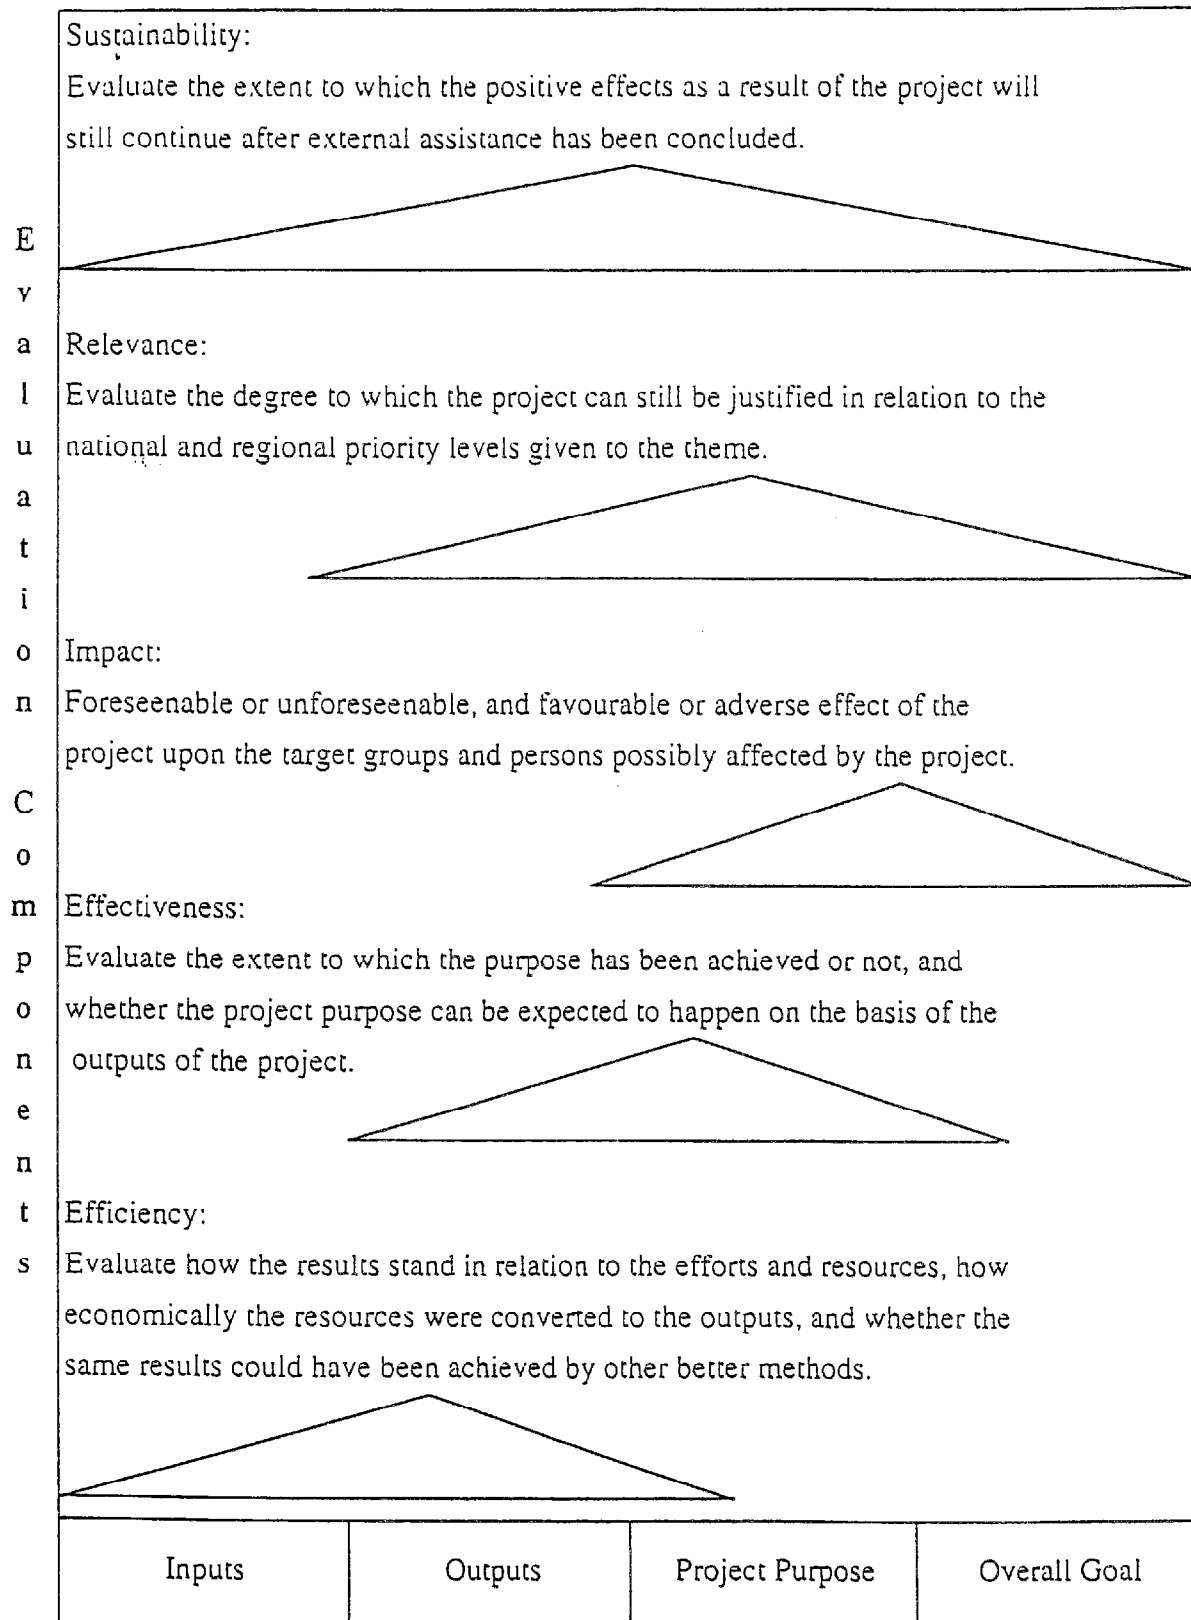 Evaluation Components
Sustainability:
Evaluate the extent to which the positive effects as a result of the project will
still continue after external assistance has been concluded.
Relevance:
Evaluate the degree to which the project can still be justified in relation to the
national and regional priority levels given to the theme.
Impact:
Foreseenable or unforeseenable, and favourable or adverse effect of the
project upon the target groups and persons possibly affected by the project.
Effectiveness:
Evaluate the extent to which the purpose has been achieved or not, and
whether the project purpose can be expected to happen on the basis of the
outputs of the project.
Efficiency:
Evaluate how the results stand in relation to the efforts and resources, how
economically the resources were converted to the outputs, and whether the
same results could have been achieved by other better methods.
Inputs Outputs Project Purpose Overall Goal